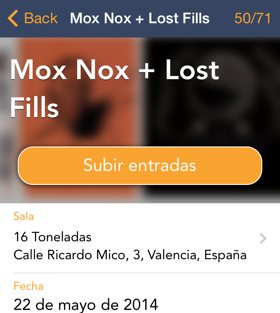 Back Mox Nox + Lost Fills 50/71
Mox Nox + Lost
Fills
Subir entradas
Sala
16 Toneladas
Calle Ricardo Mico, 3, Valencia, España
Fecha
22 de mayo de 2014